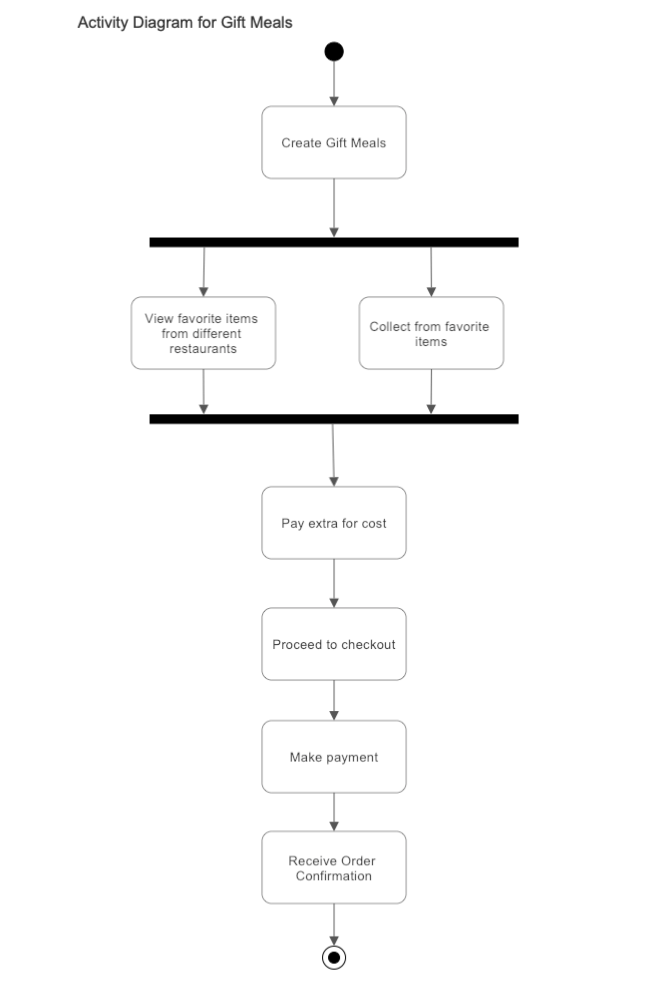 Activity Diagram for Gift Meals
Create Gift Meals
View favorite items
from different
restaurants
Collect from favorite
items
Pay extra for cost
Proceed to checkout
Make payment
Receive Order
Confirmation